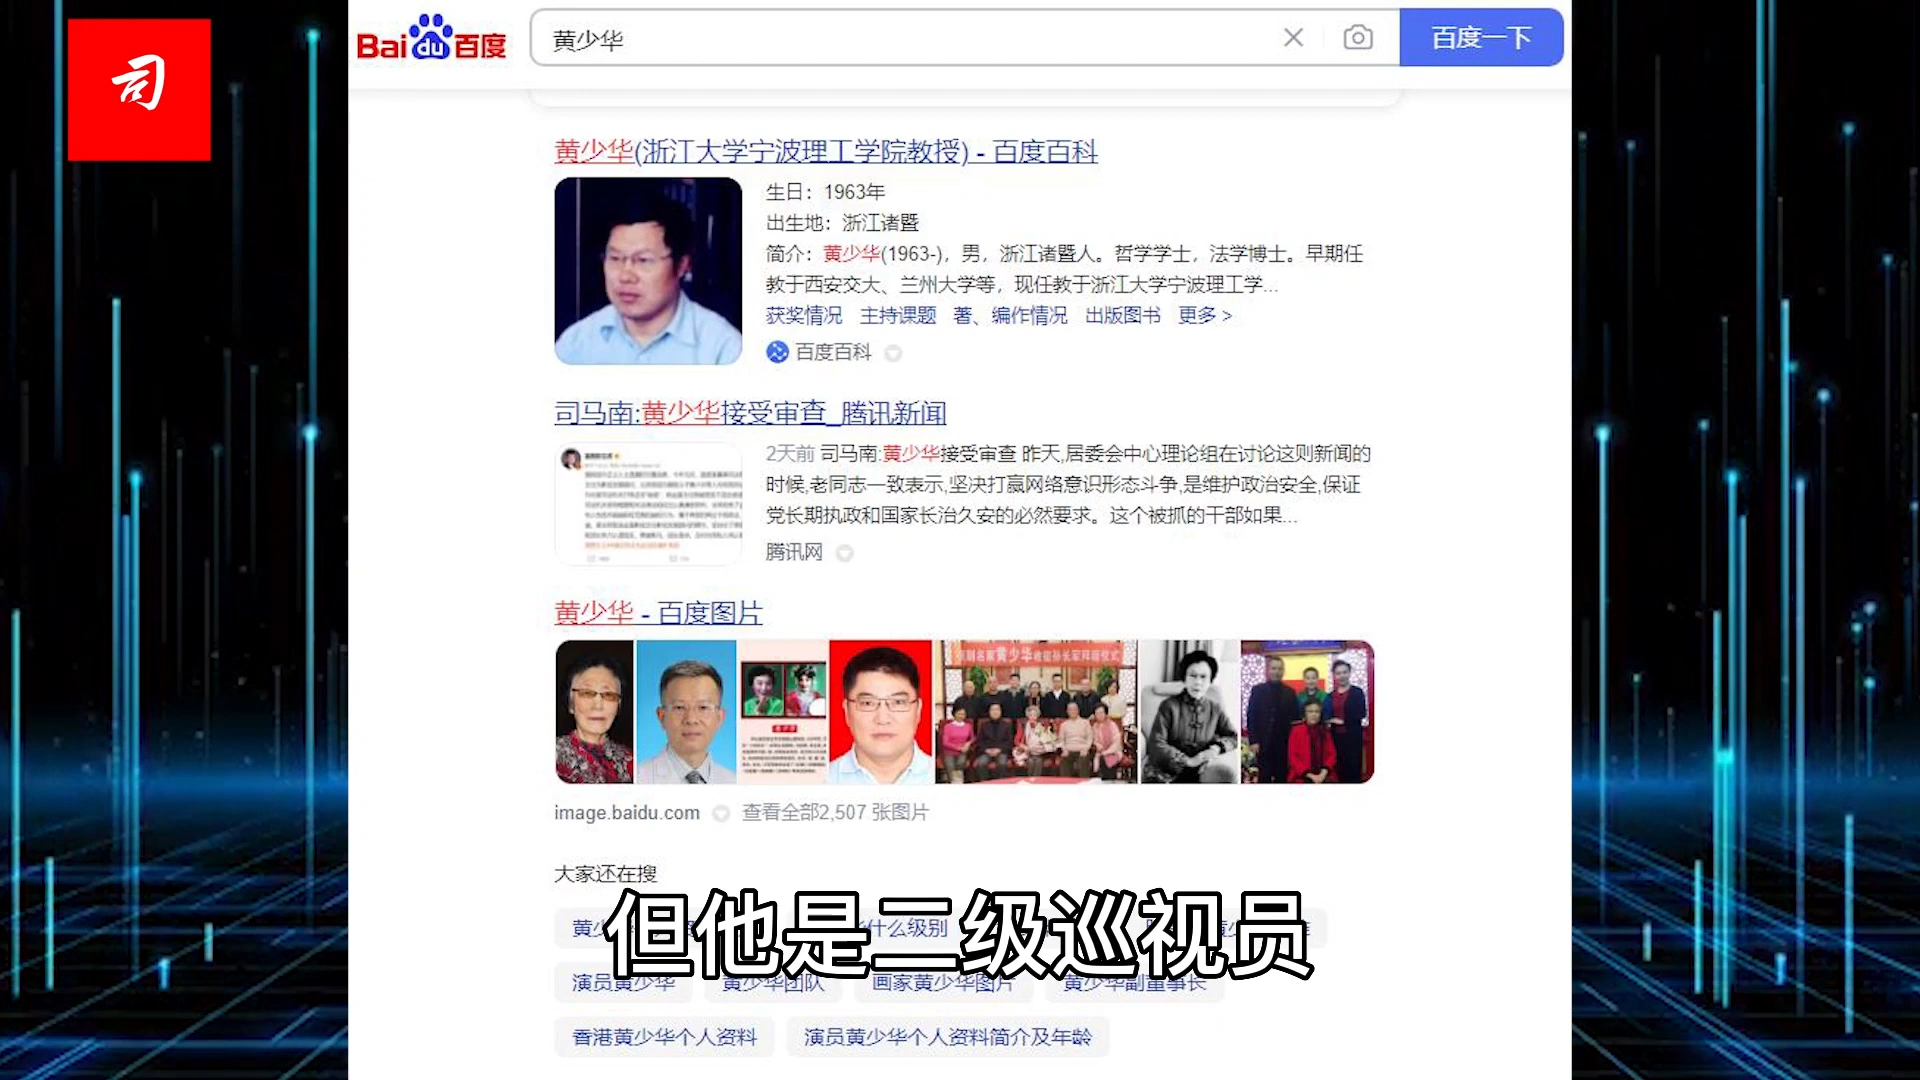 司
Bai du 百度
黄少华
百度一下
黄少华(浙江大学宁波理工学院教授) - 百度百科
生日：1963年
出生地：浙江诸暨
简介：黄少华(1963-)，男，浙江诸暨人。哲学学士，法学博士。早期任
教于西安交大、兰州大学等，现任教于浙江大学宁波理工学...
获奖情况 主持课题 著、编作情况 出版图书 更多 >
百度百科
司马南:黄少华接受审查_腾讯新闻
2天前 司马南:黄少华接受审查 昨天,居委会中心理论组在讨论这则新闻的
时候,老同志一致表示,坚决打赢网络意识形态斗争,是维护政治安全,保证
党长期执政和国家长治久安的必然要求。这个被抓的干部如果...
腾讯网
黄少华 - 百度图片
image.baidu.com 查看全部2,507 张图片
大家还在搜
什么级别
但他是二级巡视员
演员黄少华 黄少华团队 画家黄少华图片 黄少华副董事长
香港黄少华个人资料 演员黄少华个人资料简介及年龄